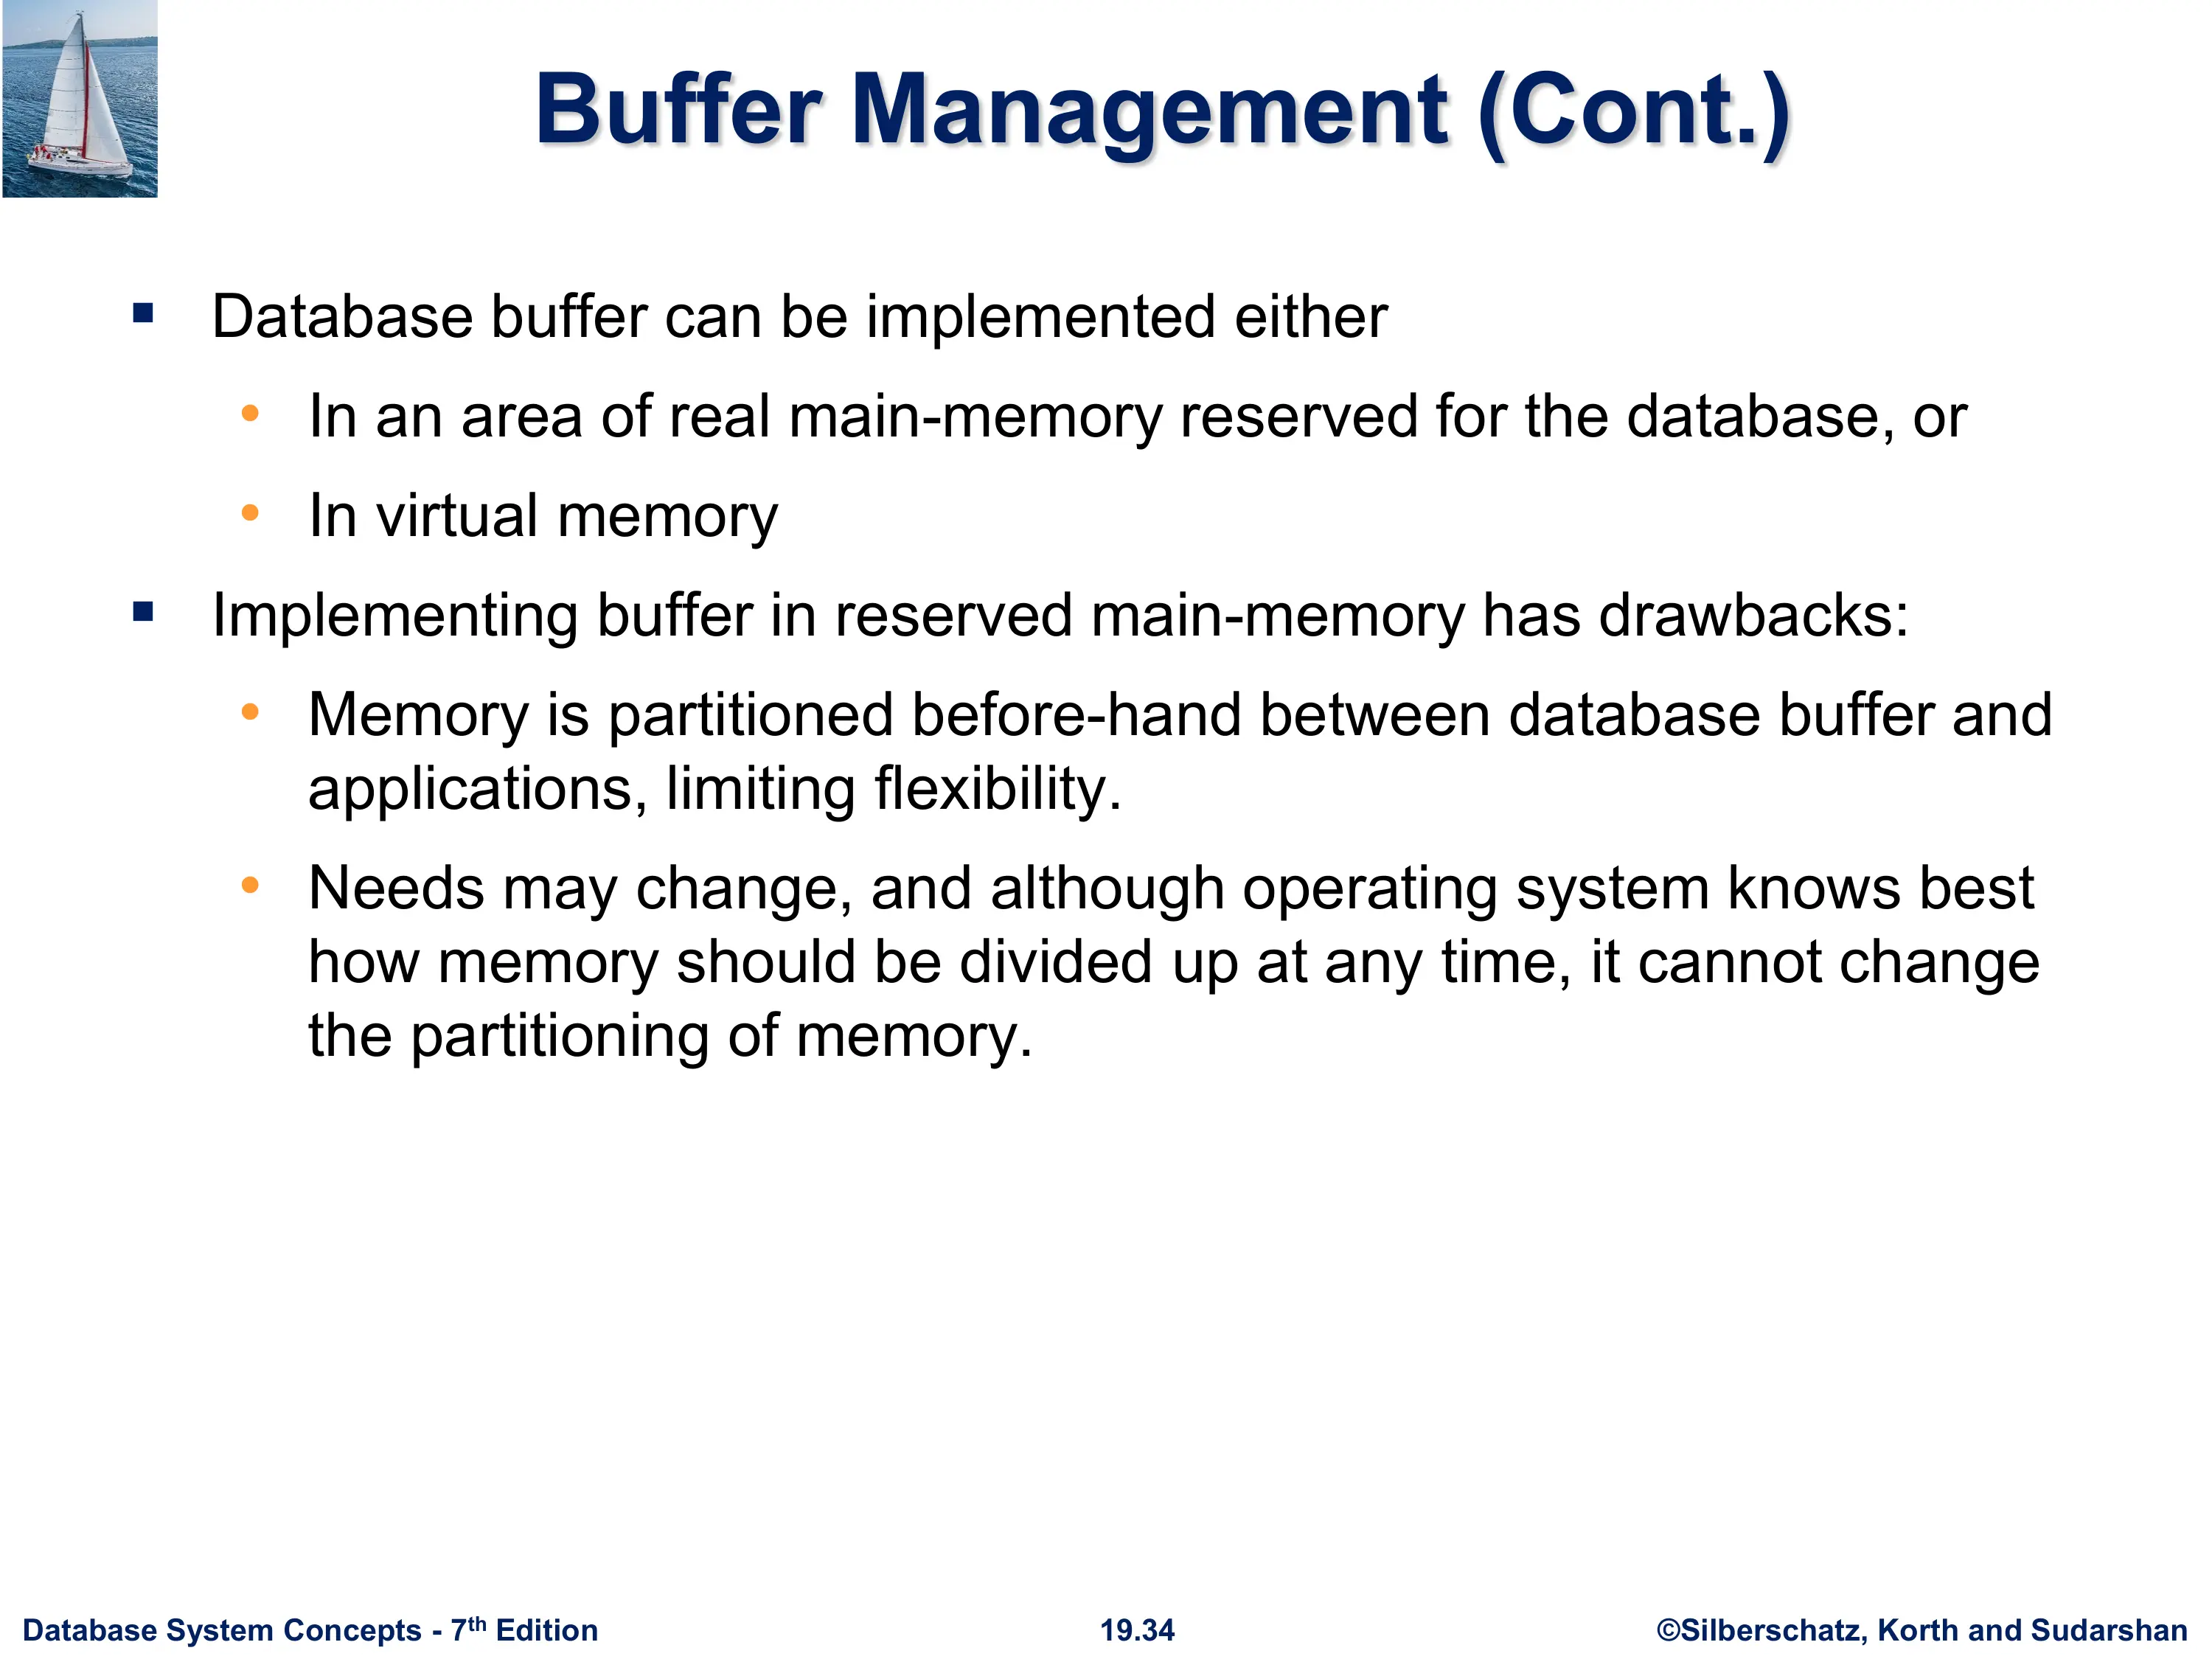 Buffer Management (Cont.)
▪ Database buffer can be implemented either
• In an area of real main-memory reserved for the database, or
• In virtual memory
▪ Implementing buffer in reserved main-memory has drawbacks:
• Memory is partitioned before-hand between database buffer and
applications, limiting flexibility.
• Needs may change, and although operating system knows best
how memory should be divided up at any time, it cannot change
the partitioning of memory.
Database System Concepts - 7th Edition 19.34 ©Silberschatz, Korth and Sudarshan